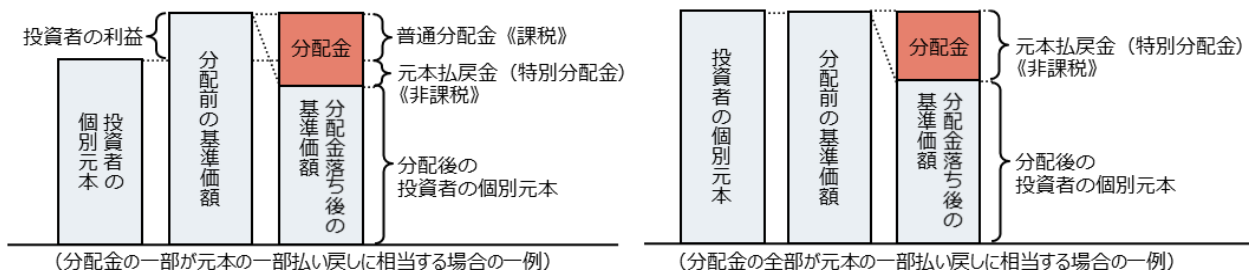 投資者の利益
投資者の
個別元本
分配前の基準価額
分配金
分配金落ち後の
基準価額
普通分配金《課税》
元本払戻金（特別分配金）
《非課税》
分配後の
投資者の個別元本
（分配金の一部が元本の一部払い戻しに相当する場合の一例）
投資者の個別元本
分配前の基準価額
分配金
分配金落ち後の
基準価額
元本払戻金（特別分配金）
《非課税》
分配後の
投資者の個別元本
（分配金の全部が元本の一部払い戻しに相当する場合の一例）